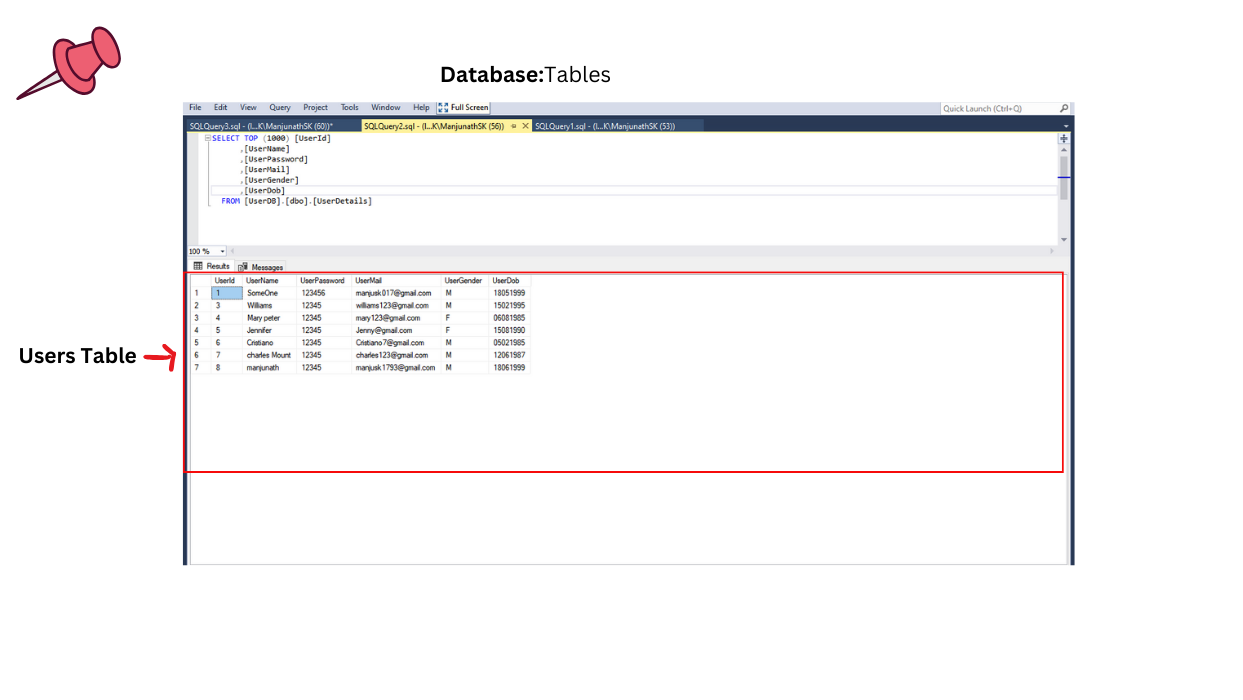 Database:Tables
File Edit View Query Project Tools Window Help Full Screen Quick Launch (Ctrl+Q)
SQLQuery3.sql - (l...K\ManjunathSK (60))* SQLQuery2.sql - (l...K\ManjunathSK (56)) SQLQuery1.sql - (l...K\ManjunathSK (53))
SELECT TOP (1000) [UserId]
,[UserName]
,[UserPassword]
,[UserMail]
,[UserGender]
,[UserDob]
FROM [UserDB].[dbo].[UserDetails]
100 %
Results Messages
UserId UserName UserPassword UserMail UserGender UserDob
1 1 SomeOne 123456 manjusk017@gmail.com M 18051999
2 3 Williams 12345 williams123@gmail.com M 15021995
3 4 Mary peter 12345 mary123@gmail.com F 06081985
4 5 Jennifer 12345 Jenny@gmail.com F 15081990
5 6 Cristiano 12345 Cristiano7@gmail.com M 05021985
Users Table
6 7 charles Mount 12345 charles123@gmail.com M 12061987
7 8 manjunath 12345 manjusk1793@gmail.com M 18061999